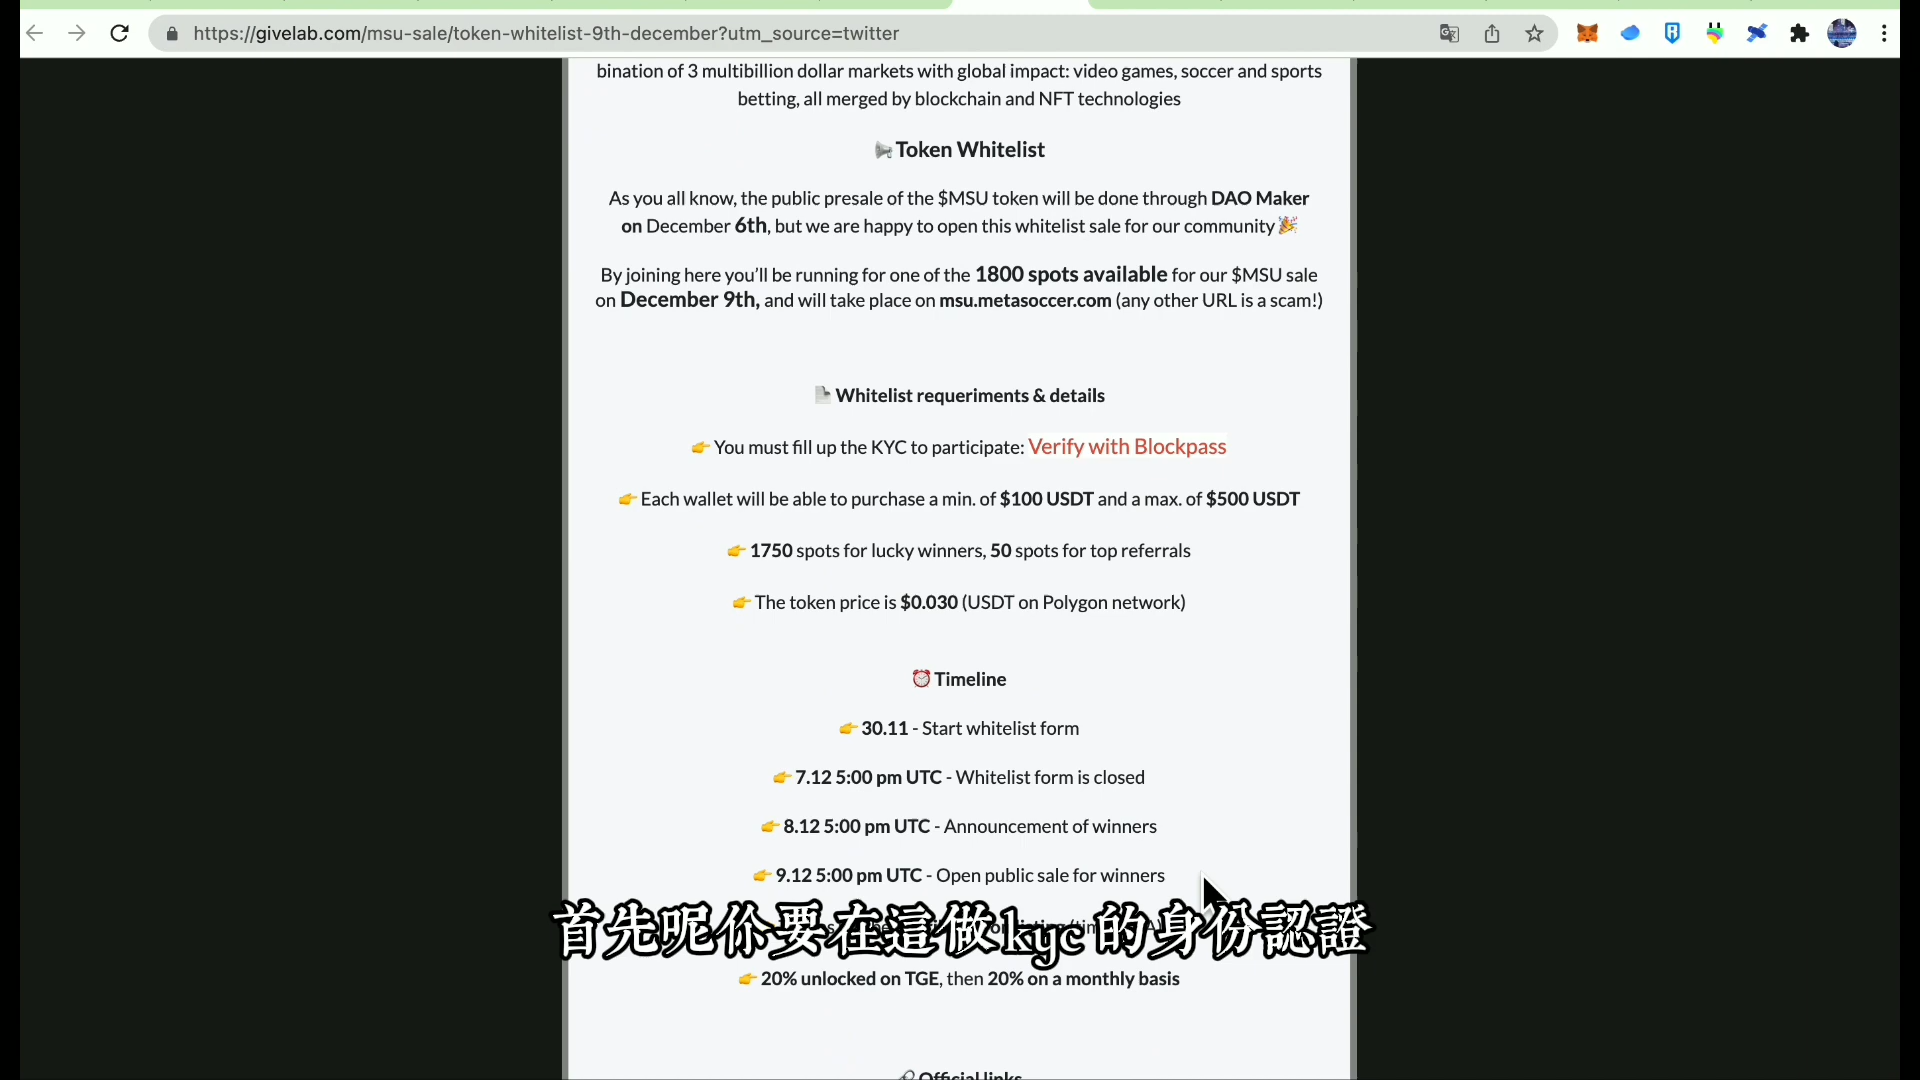 https://givelab.com/msu-sale/token-whitelist-9th-december?utm_source=twitter
bination of 3 multibillion dollar markets with global impact: video games, soccer and sports
betting, all merged by blockchain and NFT technologies
📢Token Whitelist
As you all know, the public presale of the $MSU token will be done through DAO Maker
on December 6th, but we are happy to open this whitelist sale for our community🎉
By joining here you'll be running for one of the 1800 spots available for our $MSU sale
on December 9th, and will take place on msu.metasoccer.com (any other URL is a scam!)
Whitelist requeriments & details
👉 You must fill up the KYC to participate: Verify with Blockpass
👉 Each wallet will be able to purchase a min. of $100 USDT and a max. of $500 USDT
👉 1750 spots for lucky winners, 50 spots for top referrals
👉 The token price is $0.030 (USDT on Polygon network)
⏰Timeline
👉 30.11 - Start whitelist form
👉 7.12 5:00 pm UTC - Whitelist form is closed
👉 8.12 5:00 pm UTC - Announcement of winners
👉 9.12 5:00 pm UTC - Open public sale for winners
首先呢你要在這做kyc的身份認證
👉 20% unlocked on TGE, then 20% on a monthly basis
🔗Official links